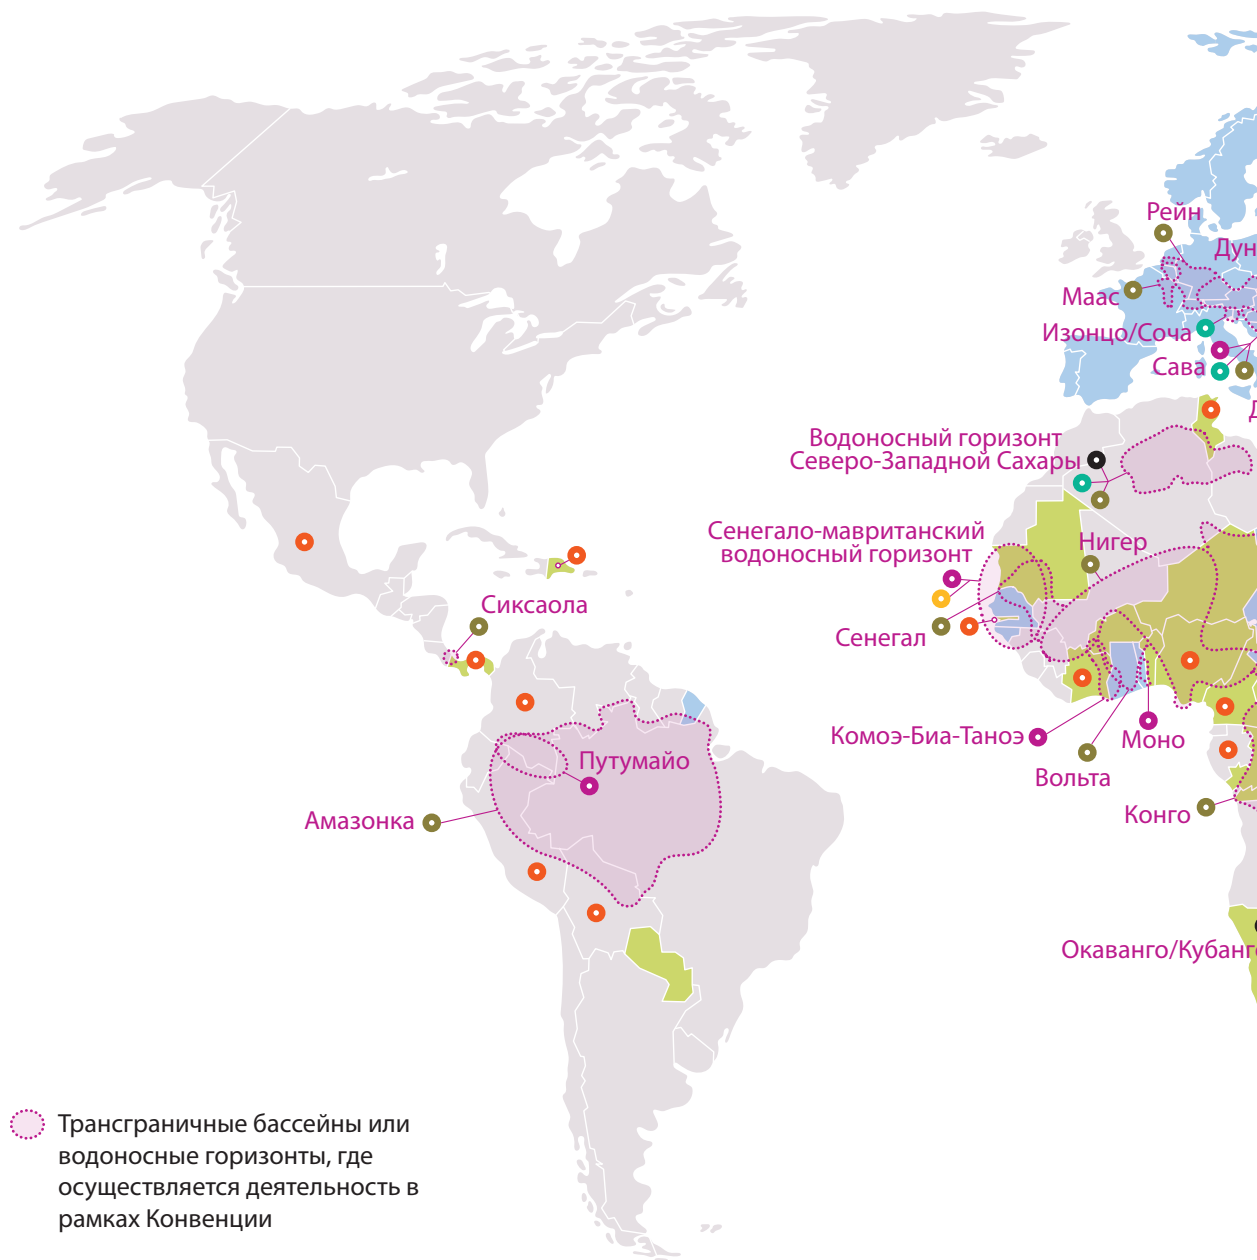 Рейн
Дун
Маас
Изонцо/Соча
Сава
Водоносный горизонт
Северо-Западной Сахары
Сенегало-мавританский
водоносный горизонт
Нигер
Сиксаола
Сенегал
Комоэ-Биа-Таноэ
Моно
Путумайо
Вольта
Амазонка
Конго
Окаванго/Кубанг
Трансграничные бассейны или
водоносные горизонты, где
осуществляется деятельность в
рамках Конвенции